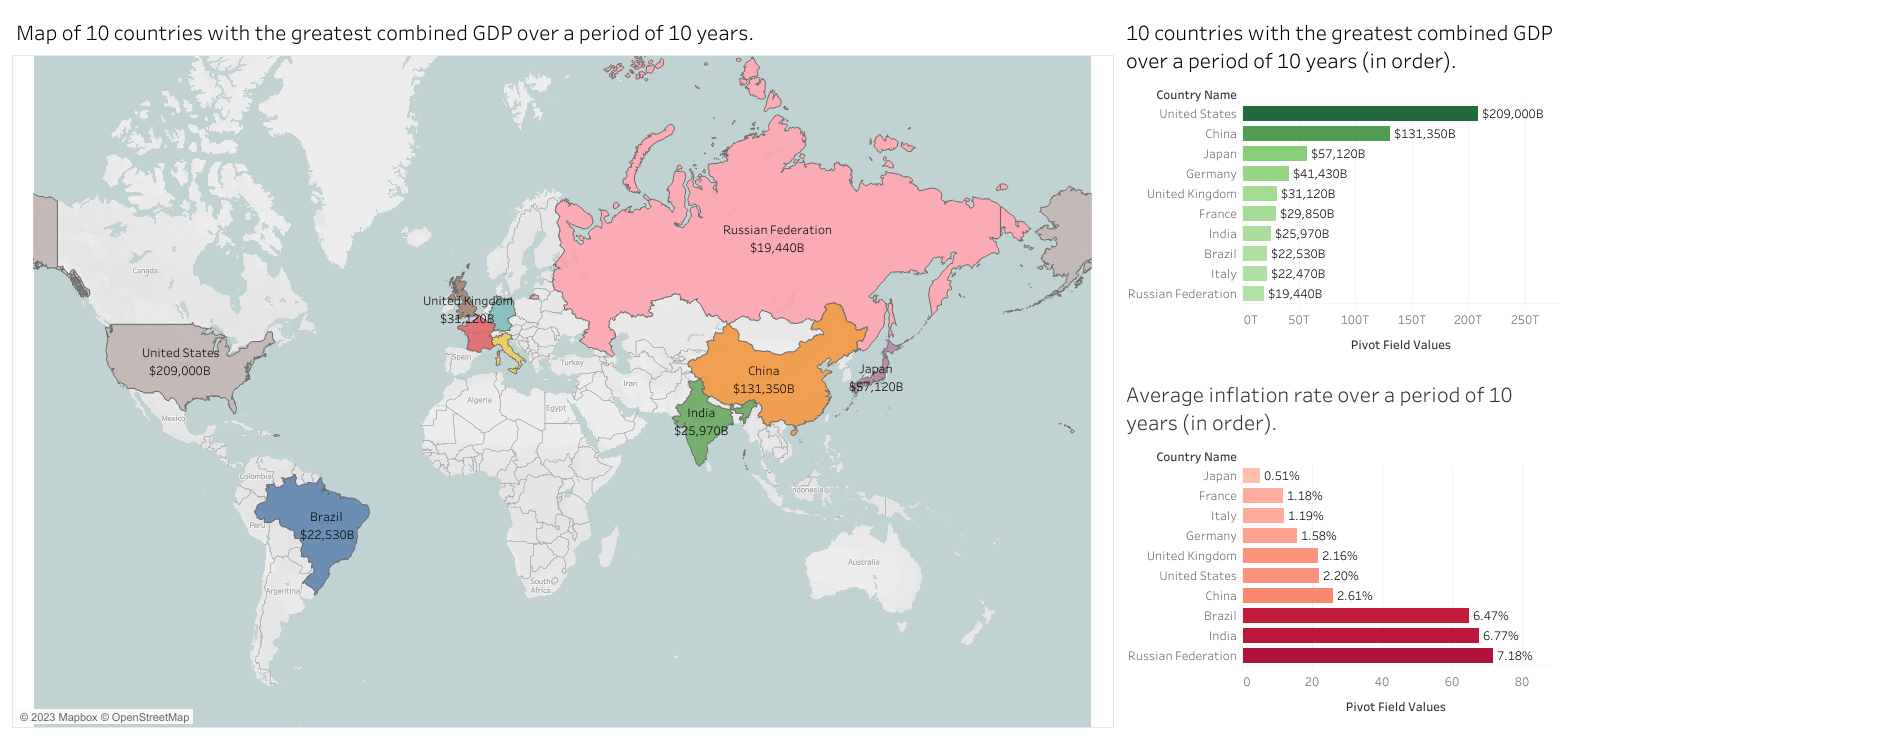 Map of 10 countries with the greatest combined GDP over a period of 10 years.
Canada
United States
$209,000B
Mexico
Colombia
Peru
Brazil
$22,530B
Argentina
United Kingdom
$31,120B
Spain
Algeria
Egypt
Turkey
Iran
South
Africa
Russian Federation
$19,440B
China
$131,350B
India
$25,970B
Japan
$57,120B
Indonesia
Australia
© 2023 Mapbox © OpenStreetMap
10 countries with the greatest combined GDP
over a period of 10 years (in order).
Country Name
United States $209,000B
China $131,350B
Japan $57,120B
Germany $41,430B
United Kingdom $31,120B
France $29,850B
India $25,970B
Brazil $22,530B
Italy $22,470B
Russian Federation $19,440B
0T 50T 100T 150T 200T 250T
Pivot Field Values
Average inflation rate over a period of 10
years (in order).
Country Name
Japan 0.51%
France 1.18%
Italy 1.19%
Germany 1.58%
United Kingdom 2.16%
United States 2.20%
China 2.61%
Brazil 6.47%
India 6.77%
Russian Federation 7.18%
0 20 40 60 80
Pivot Field Values